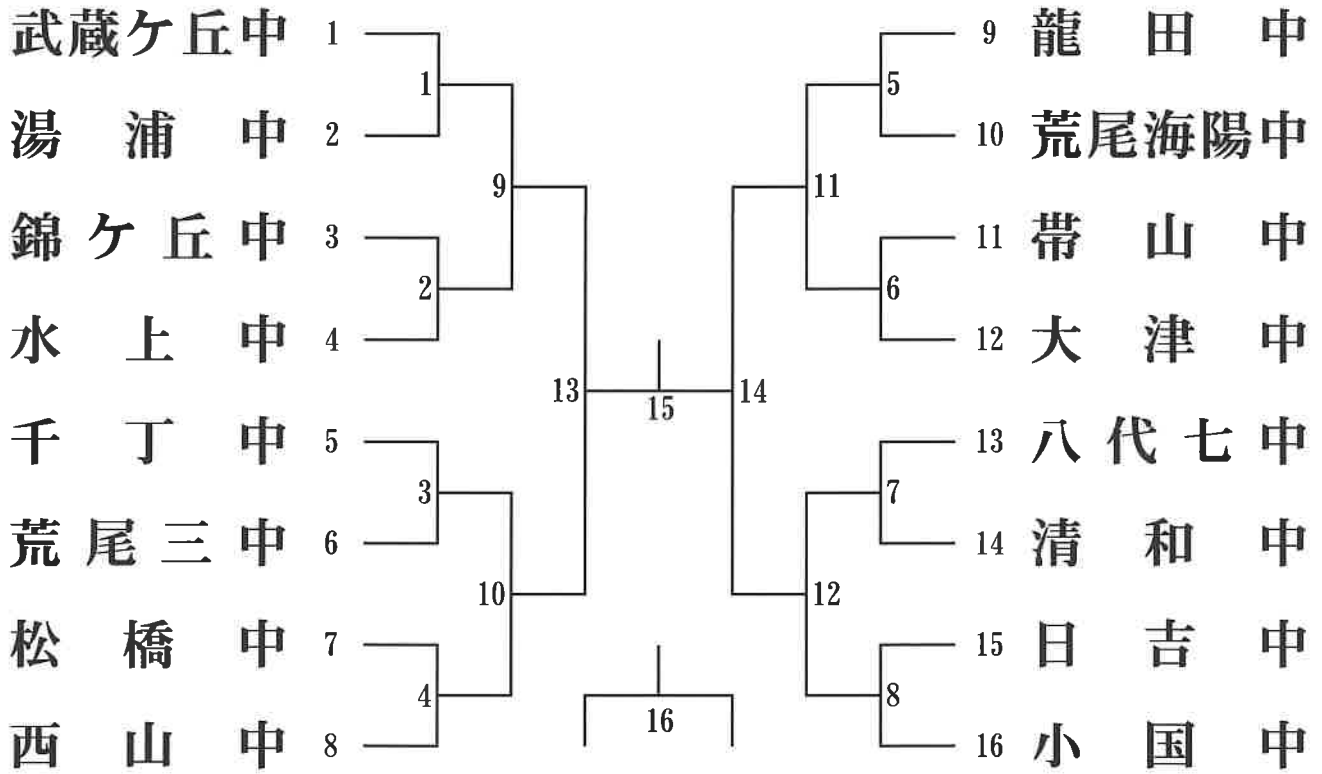 武蔵ケ丘中 1
湯浦中 2
錦ケ丘中 3
水上中 4
千丁中 5
荒尾三中 6
松橋中 7
西山中 8
1
2
3
4
9
10
13
15
16
14
11
12
5
6
7
8
9 龍田中
10 荒尾海陽中
11 帯山中
12 大津中
13 八代七中
14 清和中
15 日吉中
16 小国中